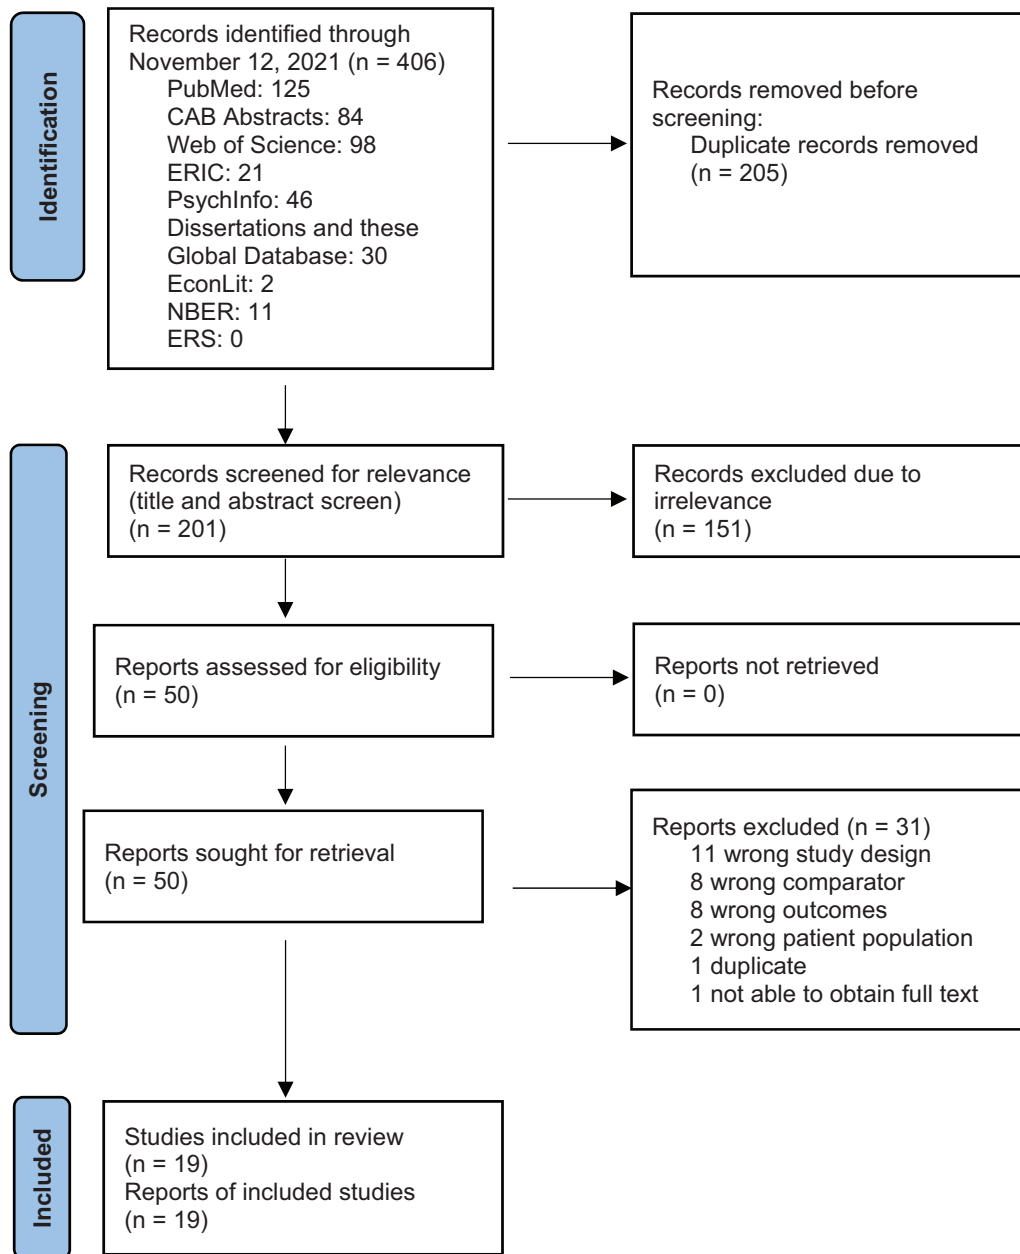 Identification
Records identified through
November 12, 2021 (n = 406)
PubMed: 125
CAB Abstracts: 84
Web of Science: 98
ERIC: 21
PsychInfo: 46
Dissertations and these
Global Database: 30
EconLit: 2
NBER: 11
ERS: 0
Records removed before
screening:
Duplicate records removed
(n = 205)
Screening
Records screened for relevance
(title and abstract screen)
(n = 201)
Records excluded due to
irrelevance
(n = 151)
Reports assessed for eligibility
(n = 50)
Reports not retrieved
(n = 0)
Reports sought for retrieval
(n = 50)
Reports excluded (n = 31)
11 wrong study design
8 wrong comparator
8 wrong outcomes
2 wrong patient population
1 duplicate
1 not able to obtain full text
Included
Studies included in review
(n = 19)
Reports of included studies
(n = 19)